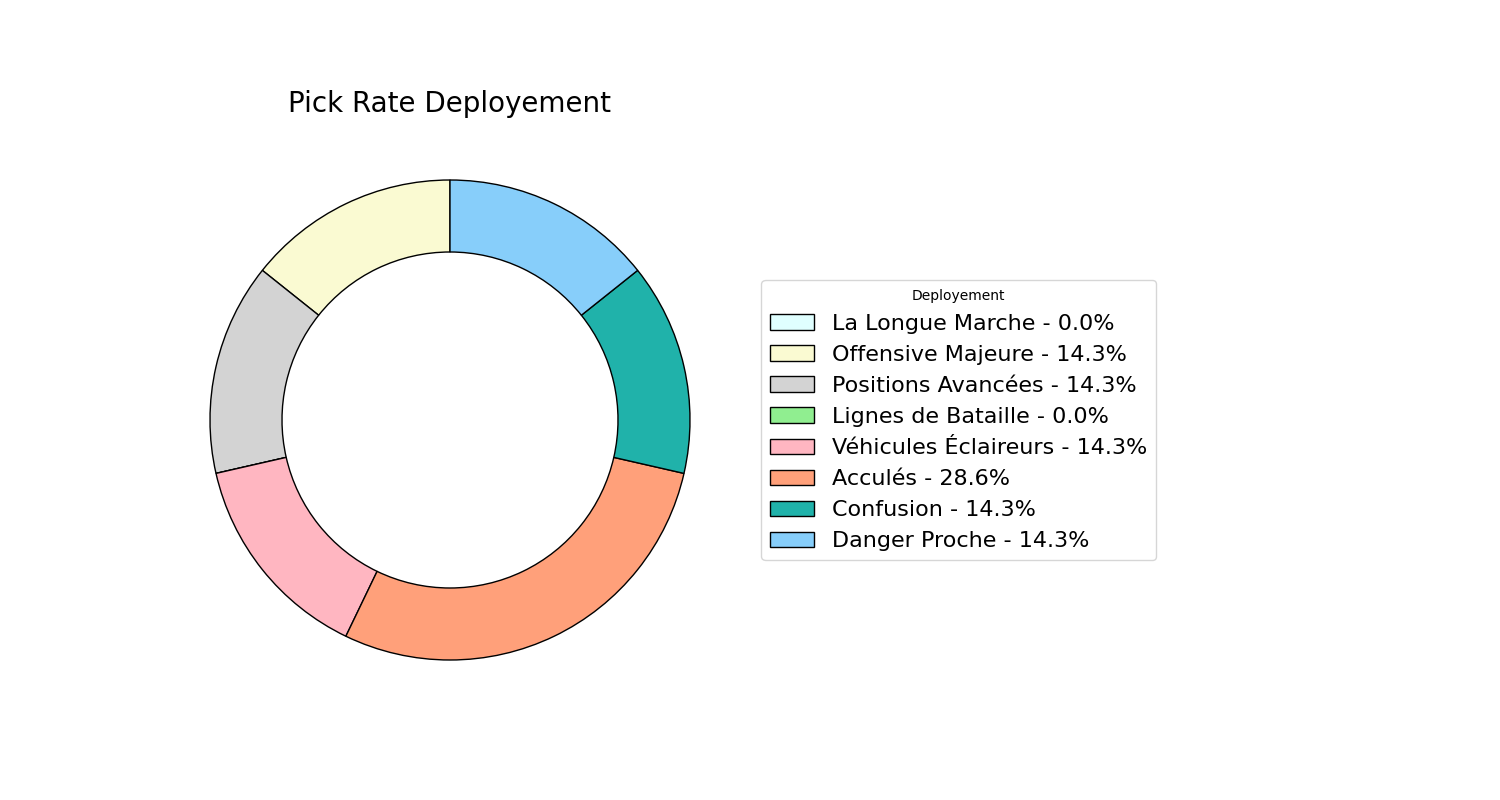 Pick Rate Deployement
Deployement
La Longue Marche - 0.0%
Offensive Majeure - 14.3%
Positions Avancées - 14.3%
Lignes de Bataille - 0.0%
Véhicules Éclaireurs - 14.3%
Acculés - 28.6%
Confusion - 14.3%
Danger Proche - 14.3%